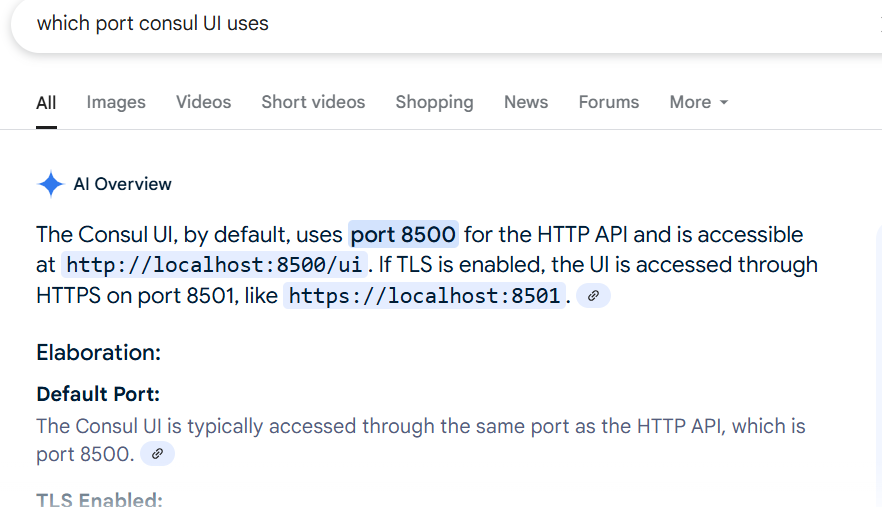 which port consul UI uses
All Images Videos Short videos Shopping News Forums More
AI Overview
The Consul UI, by default, uses port 8500 for the HTTP API and is accessible
at http://localhost:8500/ui. If TLS is enabled, the UI is accessed through
HTTPS on port 8501, like https://localhost:8501.
Elaboration:
Default Port:
The Consul UI is typically accessed through the same port as the HTTP API, which is
port 8500.
TLS Enabled: